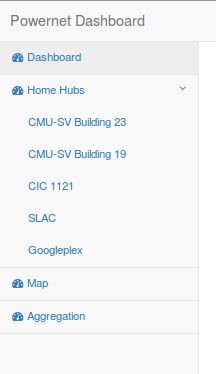 Powernet Dashboard
Dashboard
Home Hubs
CMU-SV Building 23
CMU-SV Building 19
CIC 1121
SLAC
Googleplex
Map
Aggregation